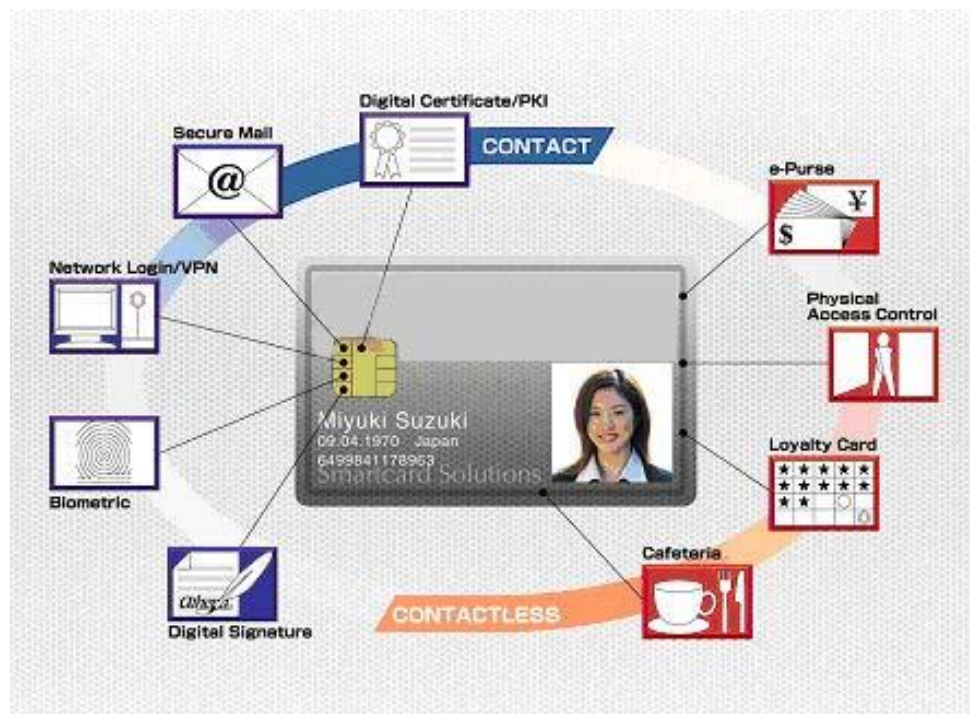 Digital Certificate/PKI
Secure Mail
@
CONTACT
e-Purse
¥
$
Network Login/VPN
Physical
Access Control
Miyuki Suzuki
09.04.1970 Japan
6499841178963
Smartcard Solutions
Loyalty Card
Biometric
Cafeteria
Athena
CONTACTLESS
Digital Signature